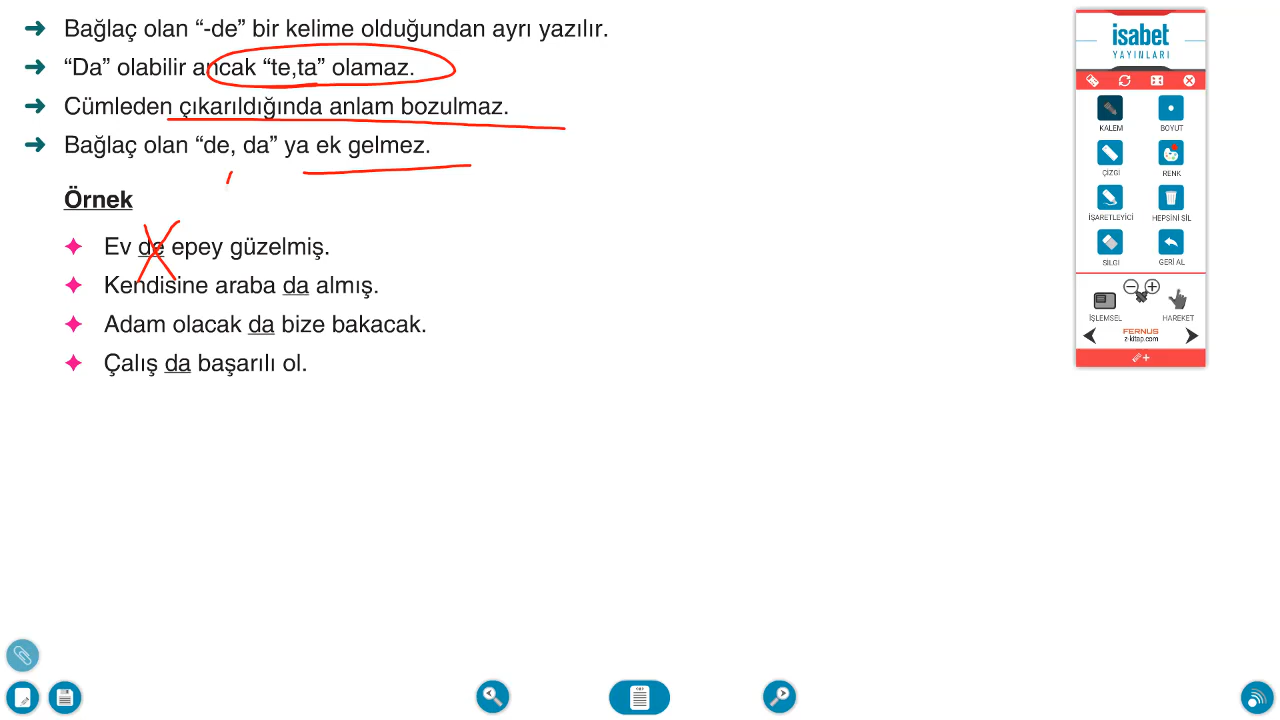 Bağlaç olan “-de” bir kelime olduğundan ayrı yazılır.
“Da” olabilir ancak “te,ta” olamaz.
Cümleden çıkarıldığında anlam bozulmaz.
Bağlaç olan “de, da” ya ek gelmez.
Örnek
Ev de epey güzelmiş.
Kendisine araba da almış.
Adam olacak da bize bakacak.
Çalış da başarılı ol.
isabet
YAYINLARI
KALEM BOYUT
ÇİZGİ RENK
İŞARETLEYİCİ HEPSİNİ SİL
SİLGİ GERİ AL
İŞLEMSEL HAREKET
FERNUS
z-kitap.com